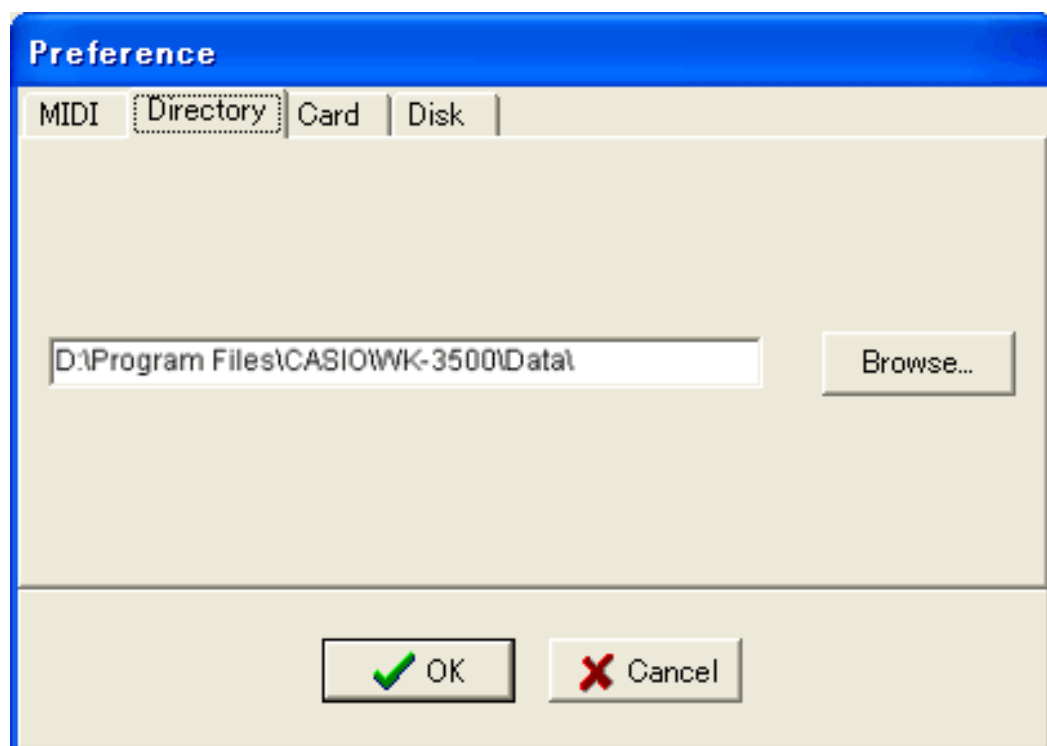 Preference
MIDI Directory Card Disk
D:\Program Files\CASIO\WK-3500\Data\
Browse...
OK Cancel